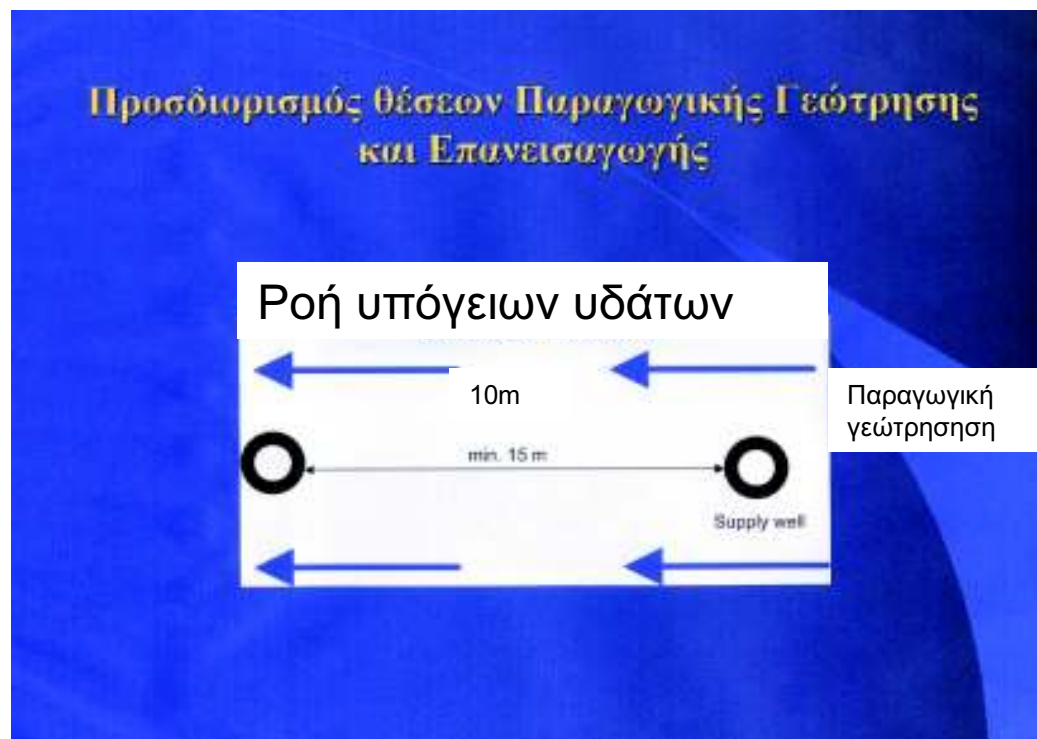 Προσδιορισμός θέσεων Παραγωγικής Γεώτρησης
και Επανεισαγωγής
Ροή υπόγειων υδάτων
10m
Παραγωγική
γεώτρησηση
min. 15 m
Supply well